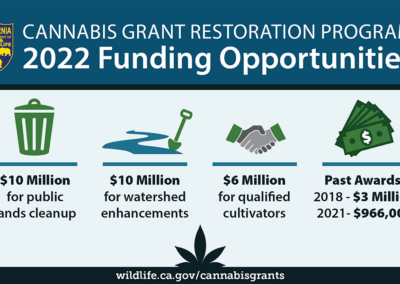 CANNABIS GRANT RESTORATION PROGRAM
2022 Funding Opportunitie
$10 Million
for public
ands cleanup
$10 Million
for watershed
enhancements
$6 Million
for qualified
cultivators
Past Awards
2018 - $3 Milli
2021- $966,00
wildlife.ca.gov/cannabisgrants